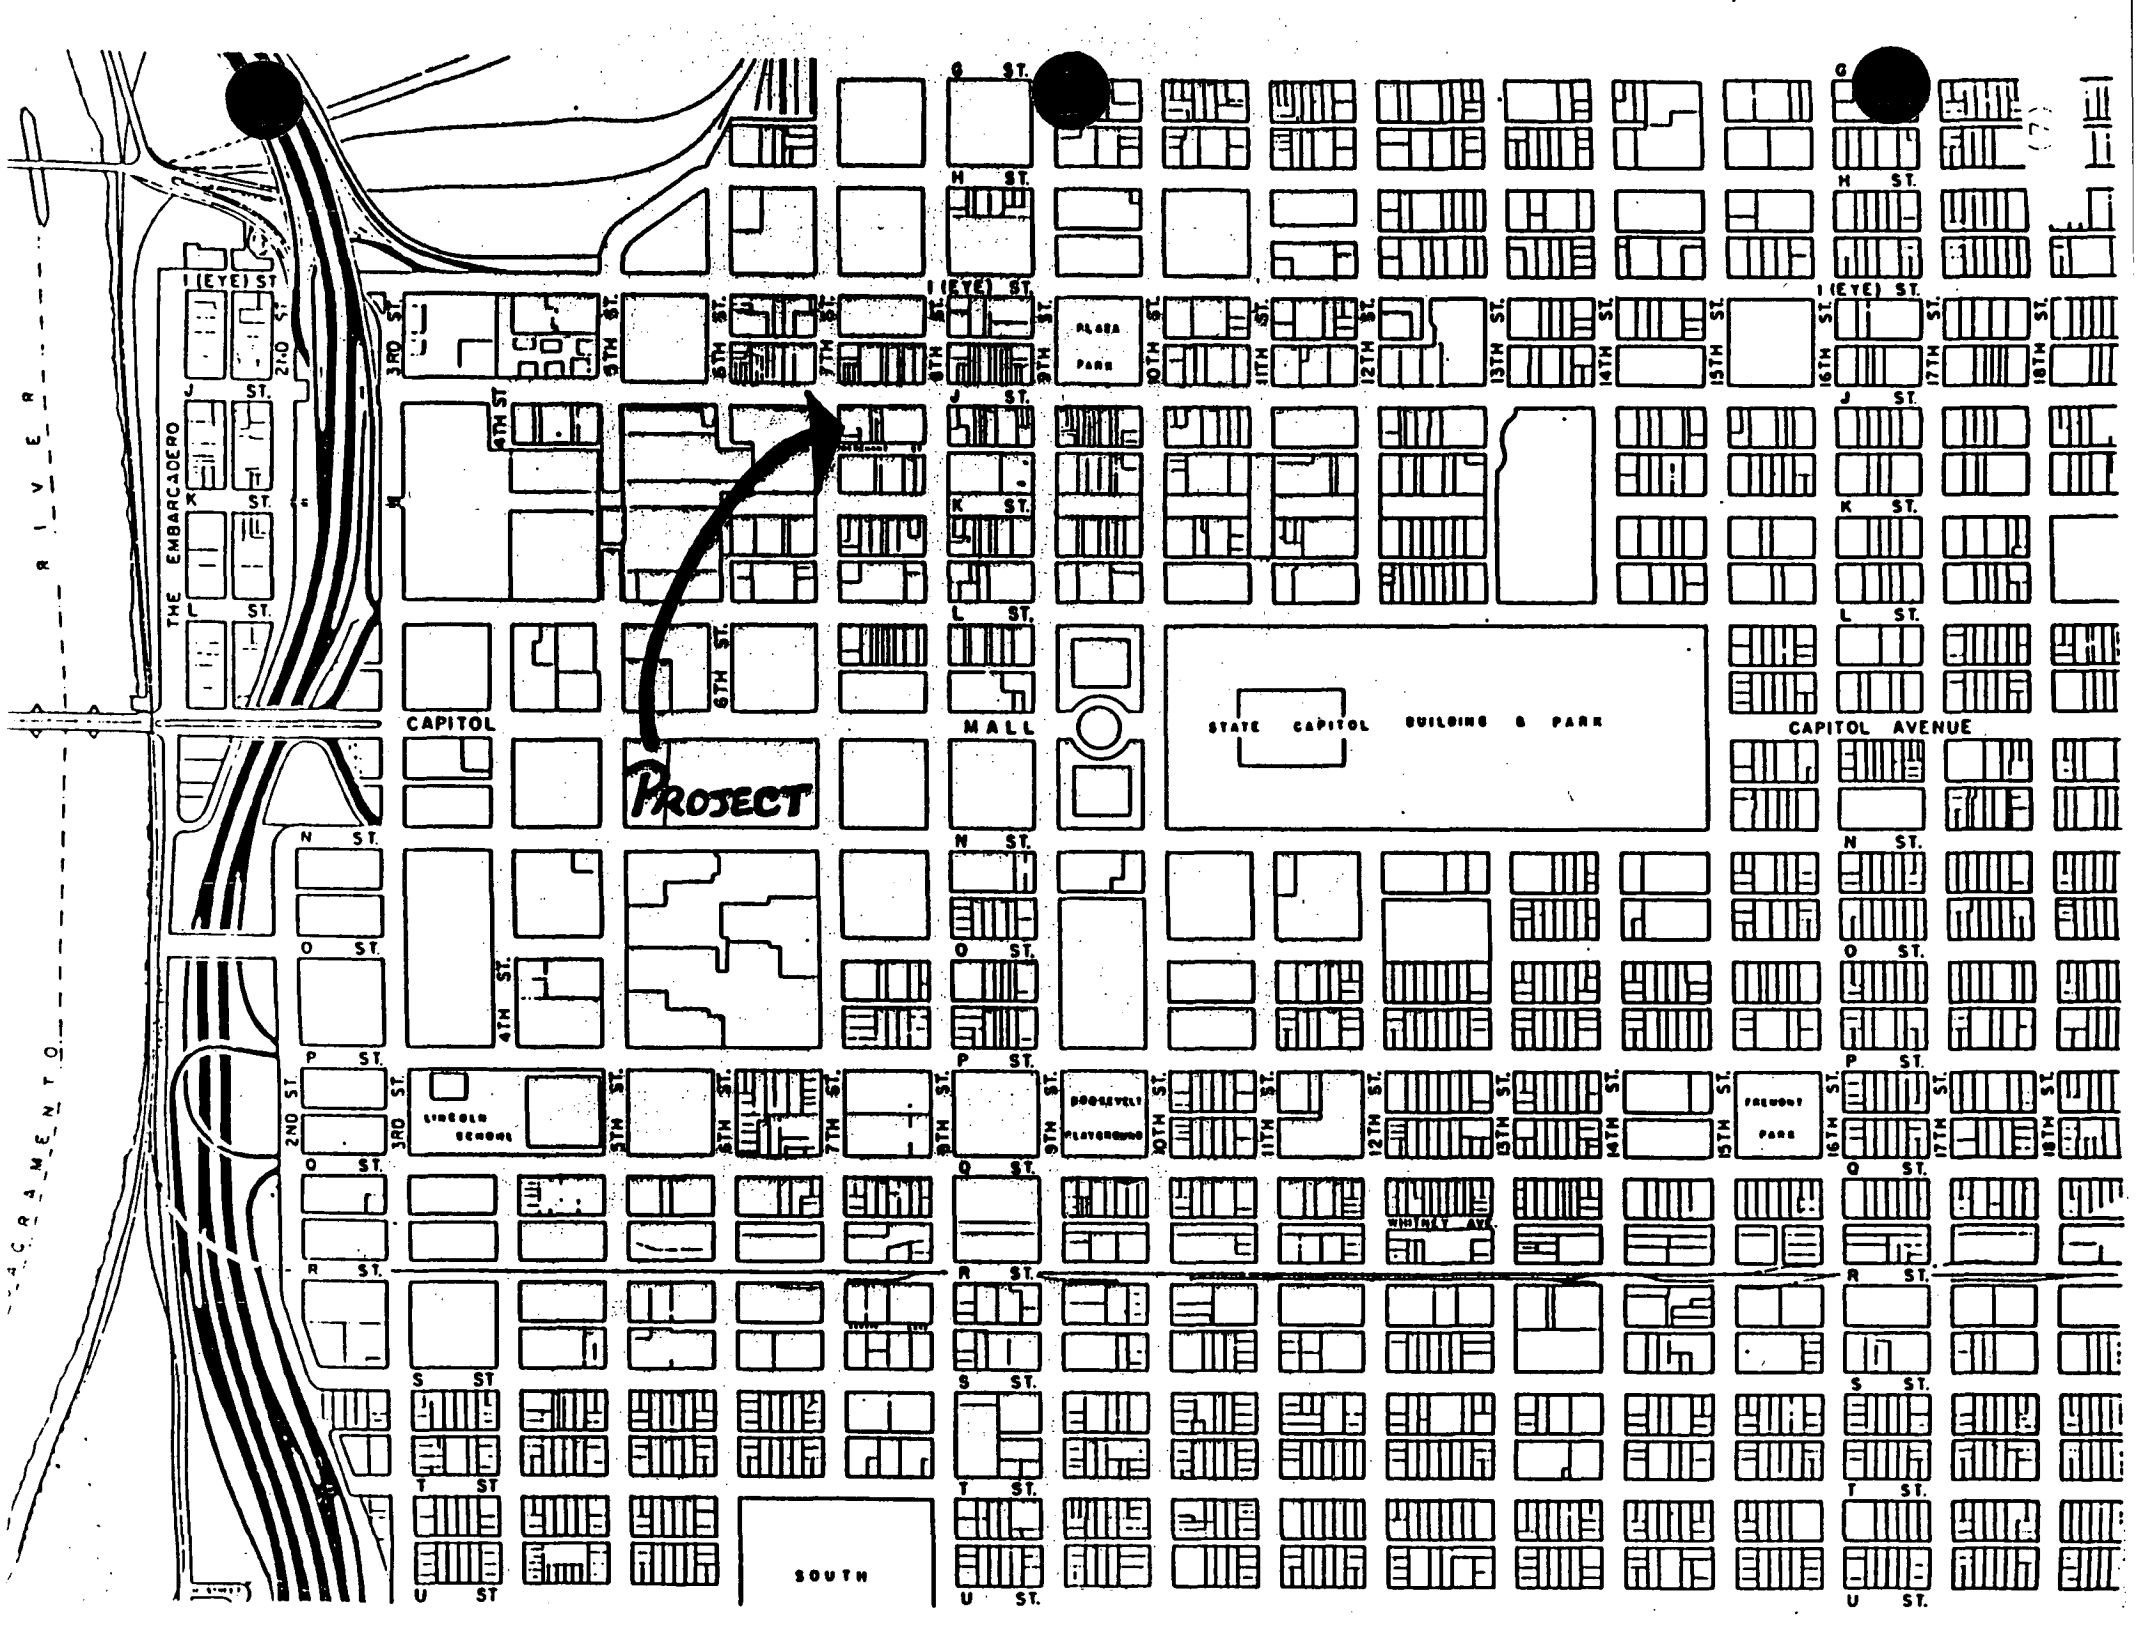 G ST.
G
H ST.
H ST.
I (EYE) ST
I (EYE) ST.
I (EYE) ST.
2ND ST
3RD ST.
5TH ST.
6TH ST.
7TH ST.
8TH ST.
9TH ST.
PLAZA
PARK
10TH ST.
11TH ST.
12TH ST.
13TH ST.
14TH ST.
15TH ST.
16TH ST.
17TH ST.
18TH ST.
J ST.
4TH ST
J ST.
J ST.
RIVER
THE EMBARCADERO
K ST.
K ST.
K ST.
L ST.
L ST.
L ST.
6TH ST.
CAPITOL
MALL
STATE CAPITOL BUILDING & PARK
CAPITOL AVENUE
PROJECT
N ST.
N ST.
N ST.
O ST.
4TH ST.
O ST.
O ST.
SACRAMENTO
P ST.
P ST.
P ST.
2ND ST.
3RD ST.
LINCOLN
SCHOOL
5TH ST.
6TH ST.
7TH ST.
9TH ST.
ROOSEVELT
PLAYGROUND
10TH ST.
11TH ST.
12TH ST.
13TH ST.
14TH ST.
15TH ST.
FREMONT
PARK
16TH ST.
17TH ST.
18TH ST.
Q ST.
Q ST.
Q ST.
WHITNEY AVE.
R ST.
R ST.
R ST.
S ST
S ST.
S ST.
T ST
T ST.
T ST.
SOUTH
U ST
U ST.
U ST.